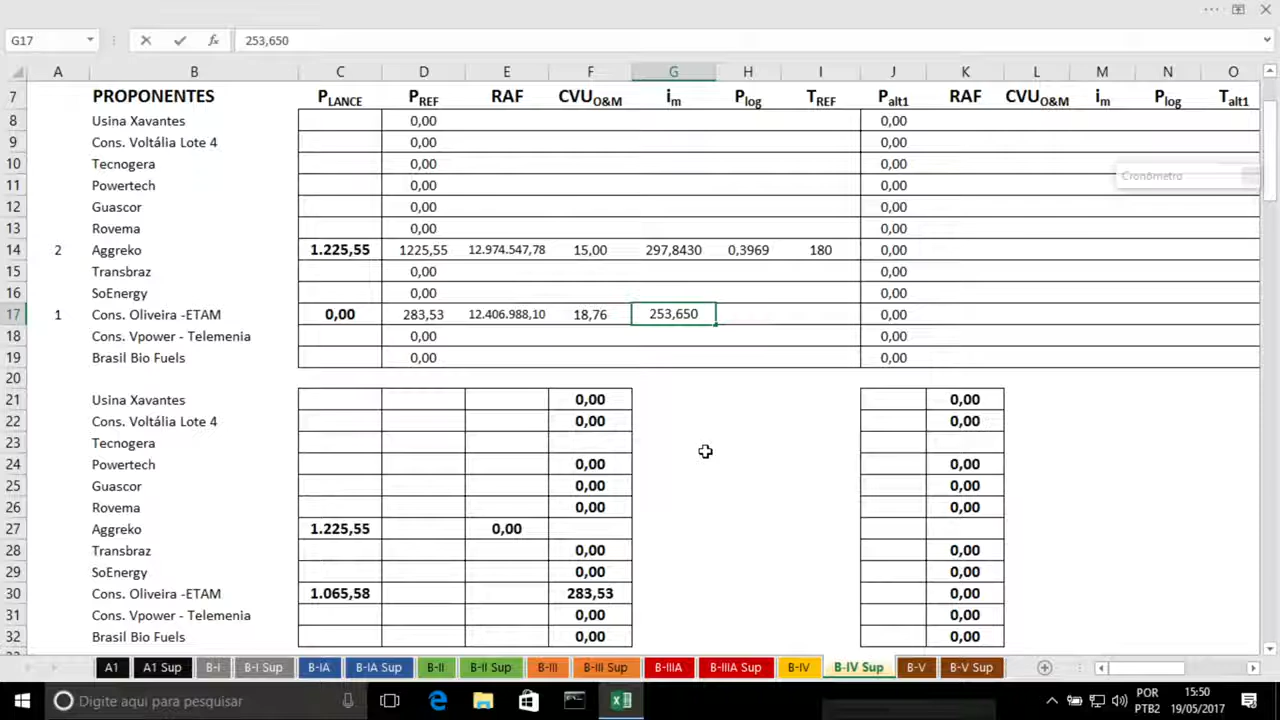 G17 253,650
A B C D E F G H I J K L M N O
7 PROPONENTES PLANCE PREF RAF CVUO&M im Plog TREF Palt1 RAF CVUO&M im Plog Talt1
8 Usina Xavantes 0,00 0,00
9 Cons. Voltália Lote 4 0,00 0,00
10 Tecnogera 0,00 0,00
Cronômetro
11 Powertech 0,00 0,00
12 Guascor 0,00 0,00
13 Rovema 0,00 0,00
14 2 Aggreko 1.225,55 1225,55 12.974.547,78 15,00 297,8430 0,3969 180 0,00
15 Transbraz 0,00 0,00
16 SoEnergy 0,00 0,00
17 1 Cons. Oliveira -ETAM 0,00 283,53 12.406.988,10 18,76 253,650 0,00
18 Cons. Vpower - Telemenia 0,00 0,00
19 Brasil Bio Fuels 0,00 0,00
20
21 Usina Xavantes 0,00 0,00
22 Cons. Voltália Lote 4 0,00 0,00
23 Tecnogera
24 Powertech 0,00 0,00
25 Guascor 0,00 0,00
26 Rovema 0,00 0,00
27 Aggreko 1.225,55 0,00
28 Transbraz 0,00 0,00
29 SoEnergy 0,00 0,00
30 Cons. Oliveira -ETAM 1.065,58 283,53 0,00
31 Cons. Vpower - Telemenia 0,00 0,00
32 Brasil Bio Fuels 0,00 0,00
A1 A1 Sup B-I B-I Sup B-IA B-IA Sup B-II B-II Sup B-III B-III Sup B-IIIA B-IIIA Sup B-IV B-IV Sup B-V B-V Sup
Digite aqui para pesquisar
POR
PTB2
15:50
19/05/2017